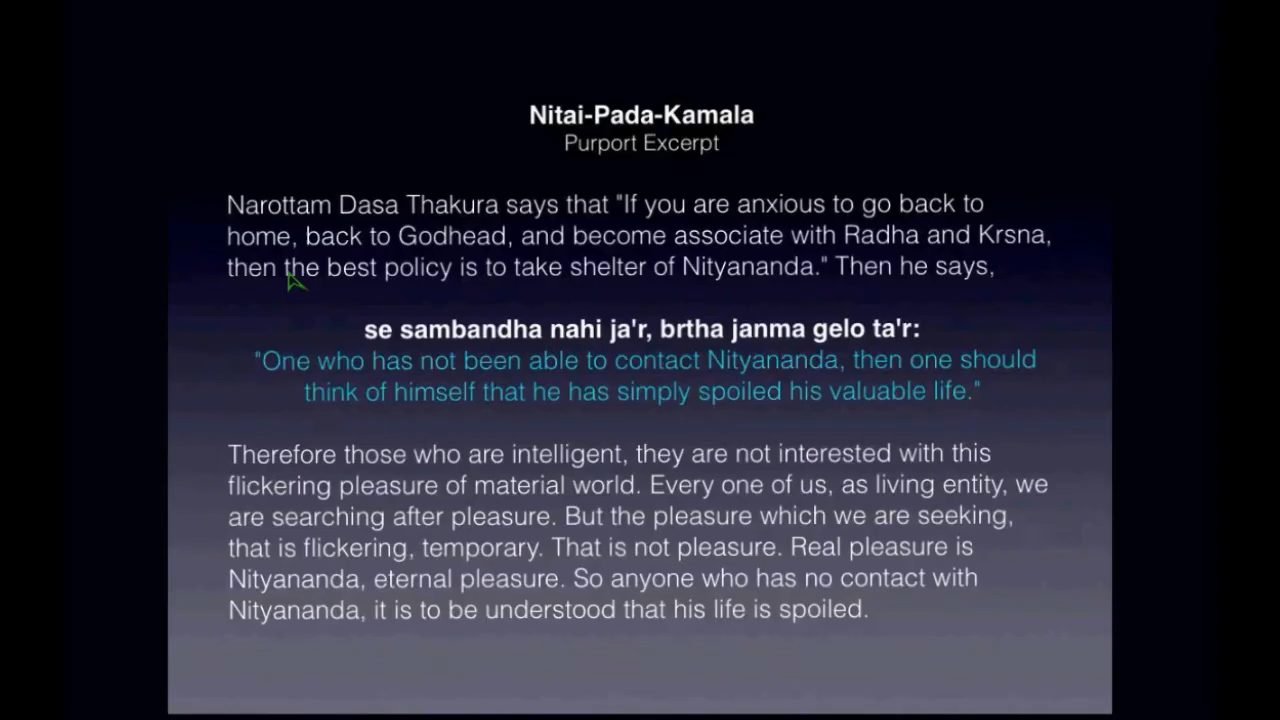 Nitai-Pada-Kamala
Purport Excerpt
Narottam Dasa Thakura says that "If you are anxious to go back to
home, back to Godhead, and become associate with Radha and Krsna,
then the best policy is to take shelter of Nityananda." Then he says,
se sambandha nahi ja'r, brtha janma gelo ta'r:
"One who has not been able to contact Nityananda, then one should
think of himself that he has simply spoiled his valuable life."
Therefore those who are intelligent, they are not interested with this
flickering pleasure of material world. Every one of us, as living entity, we
are searching after pleasure. But the pleasure which we are seeking,
that is flickering, temporary. That is not pleasure. Real pleasure is
Nityananda, eternal pleasure. So anyone who has no contact with
Nityananda, it is to be understood that his life is spoiled.